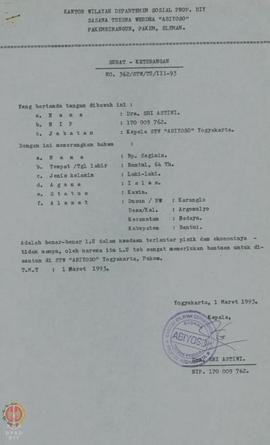 KANTOR WILAYAH DEPARTEMEN SOSIAL PROP. DIY
SASANA TRESNA WERDHA "ABIYOSO"
PAKEMBINANGUN, PAKEM, SLEMAN.
SURAT - KETERANGAN
NO. 362/STW/TU/III-93
Yang bertanda tangan dibawah ini :
a. N a m a : Dra. SRI ASTINI.
b. N I P : 170 009 762.
c. Jabatan : Kepala STW "ABIYOSO" Yogyakarta.
Dengan ini menerangkan bahwa :
a. N a m a : Bp.
b. Tempat /Tgl lahir : Bantul, 64 Th.
c. Jenis kelamin : Laki-laki.
d. Agama : I s l a m.
e. S t a t u s : Kawin.
f. A l a m a t : Dusun / RW : Karanglo
Desa/Kal. : Argomulyo
Kecamatan : Sedayu.
Kabupaten : Bantul.
Adalah benar-benar L.U dalam keadaan terlantar pisik dan ekonominya -
tidak mampu, oleh karena itu L.U tsb sangat memerlukan bantuan untuk di-
santun di STW "ABIYOSO" Yogyakarta, Pakem.
T.M.T : 1 Maret 1993.
Yogyakarta, 1 Maret 1993.
Kepala,
ABIYOSO
Dra. SRI ASTINI.
NIP. 170 009 762.